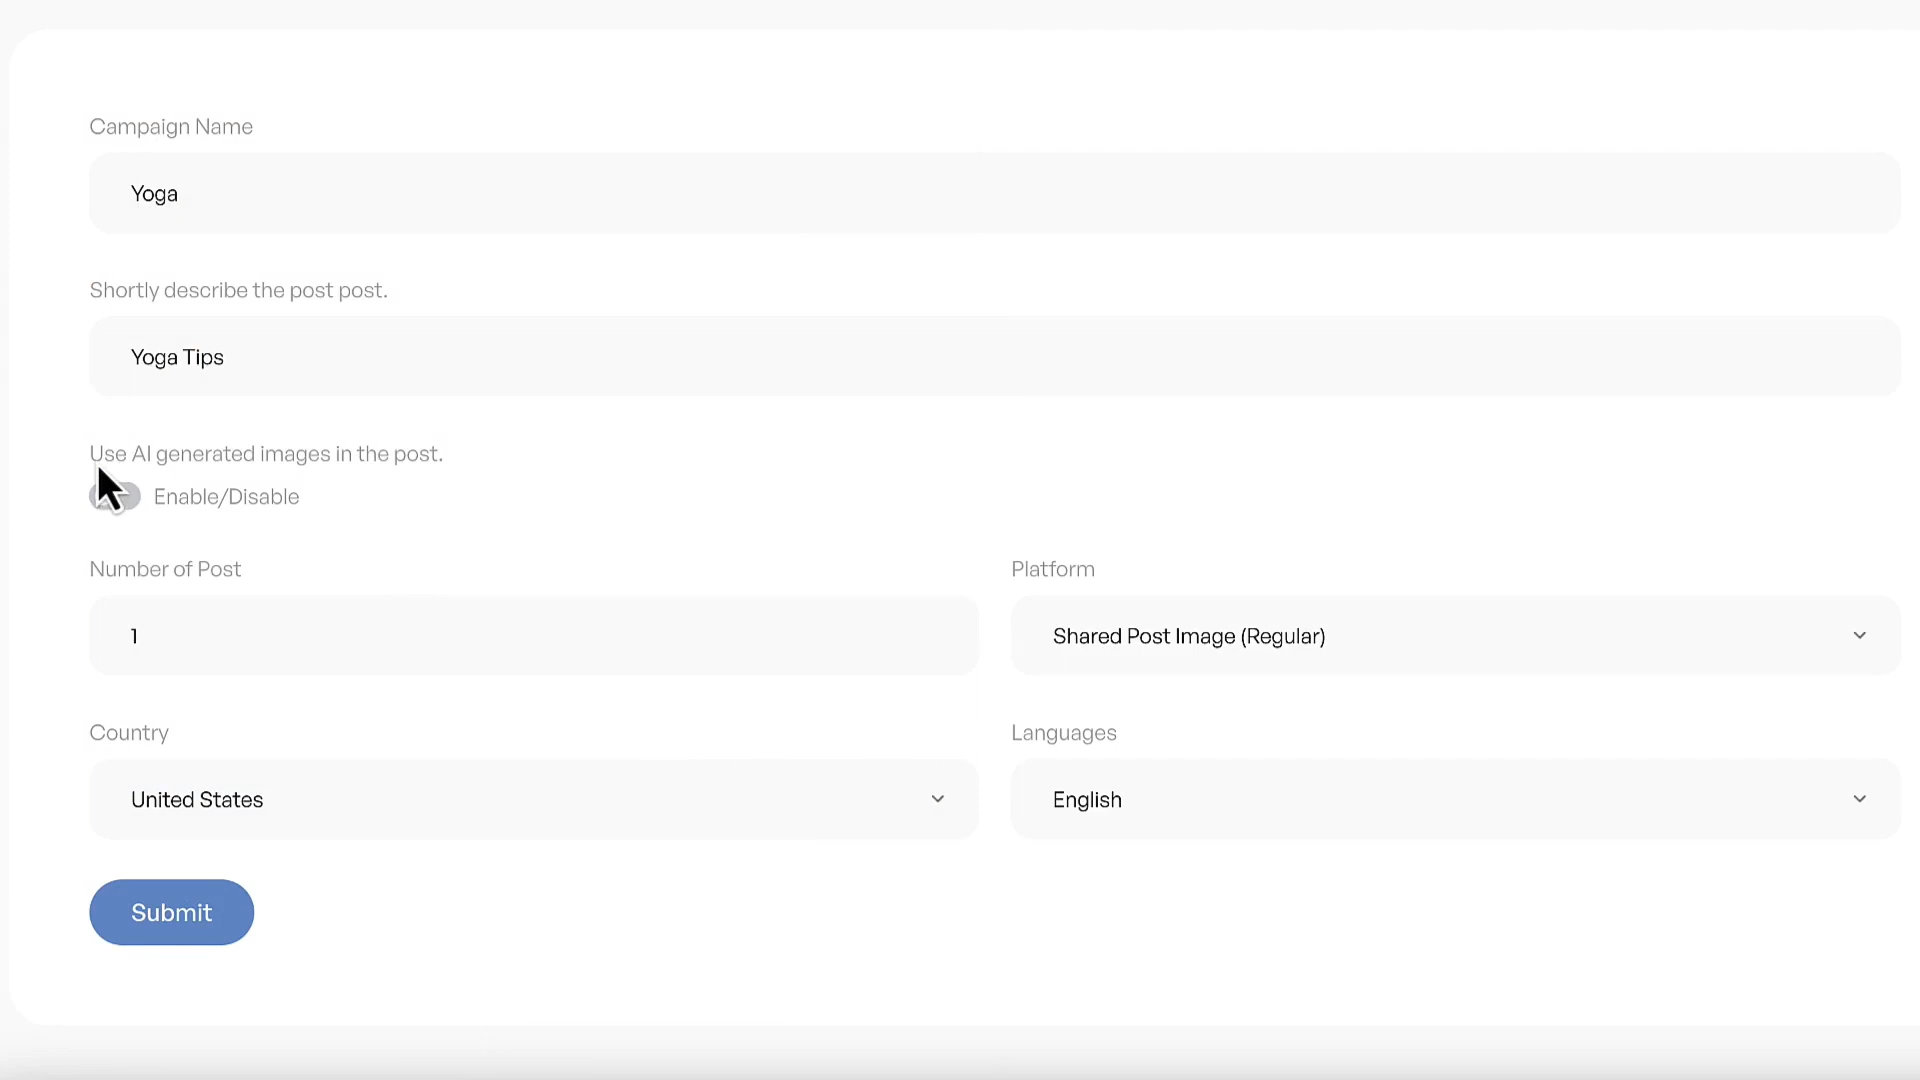 Campaign Name
Yoga
Shortly describe the post post.
Yoga Tips
Use AI generated images in the post.
Enable/Disable
Number of Post
1
Platform
Shared Post Image (Regular)
Country
United States
Languages
English
Submit